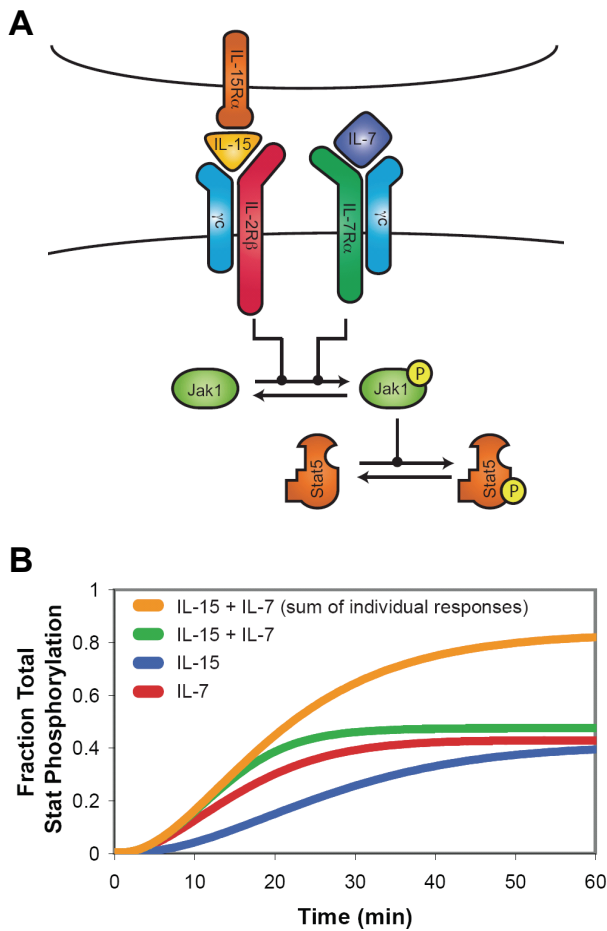 A
IL-15Rα
IL-15
IL-7
γc
IL-2Rβ
IL-7Rα
γc
Jak1
Jak1
P
Stat5
Stat5
P
B
Fraction Total
Stat Phosphorylation
1
0.8
0.6
0.4
0.2
0
IL-15 + IL-7 (sum of individual responses)
IL-15 + IL-7
IL-15
IL-7
0 10 20 30 40 50 60
Time (min)